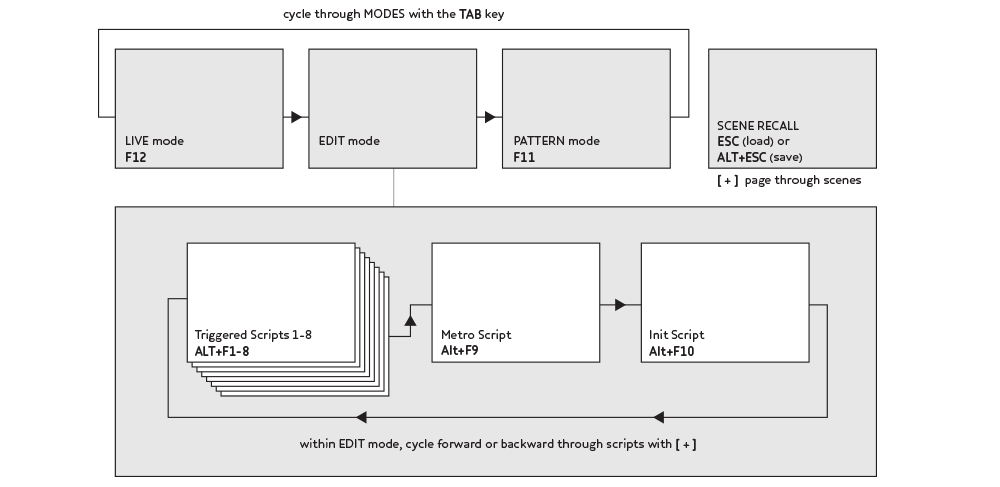 cycle through MODES with the TAB key
LIVE mode
F12
EDIT mode
PATTERN mode
F11
SCENE RECALL
ESC (load) or
ALT+ESC (save)
[ + ] page through scenes
Triggered Scripts 1-8
ALT+F1-8
Metro Script
Alt+F9
Init Script
Alt+F10
within EDIT mode, cycle forward or backward through scripts with [ + ]